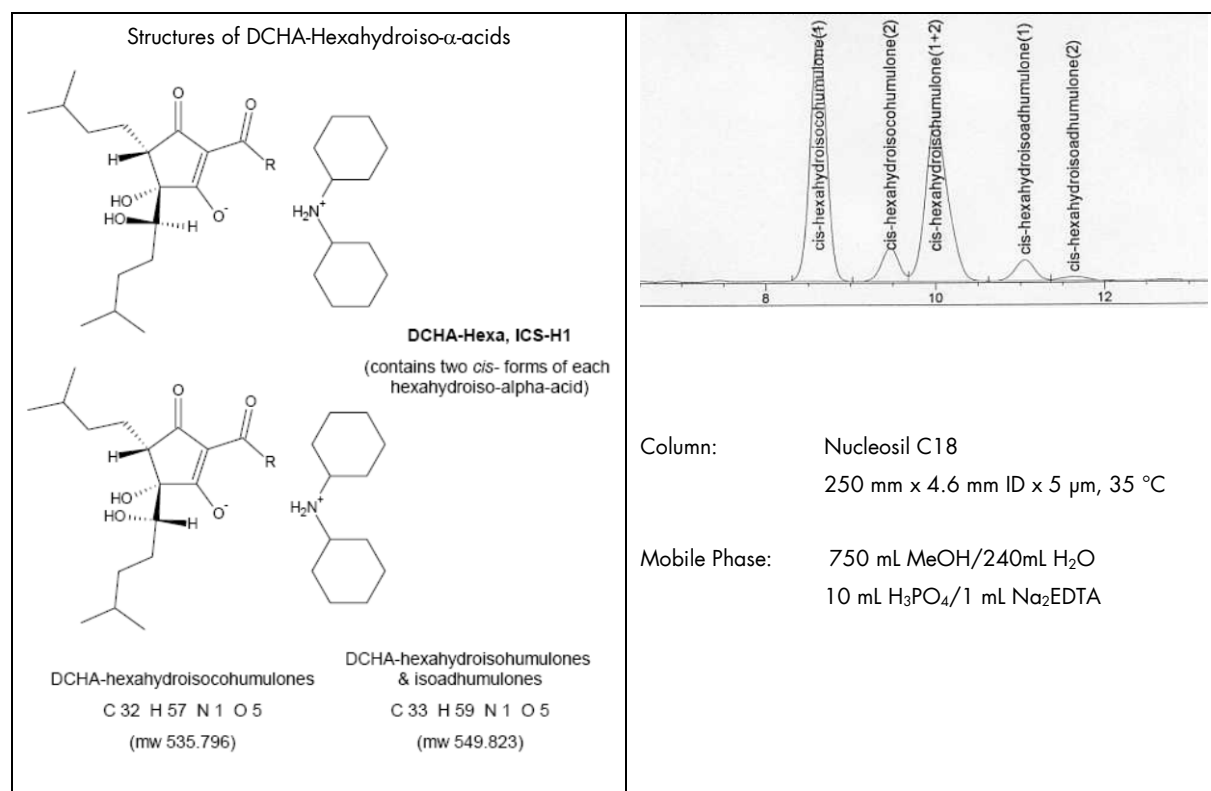 Structures of DCHA-Hexahydroiso-α-acids
O
O
H
R
HO
HO
H
O-
H2N+
DCHA-Hexa, ICS-H1
(contains two cis- forms of each
hexahydroiso-alpha-acid)
O
O
H
R
HO
HO
H
O-
H2N+
DCHA-hexahydroisocohumulones
C 32 H 57 N 1 O 5
(mw 535.796)
DCHA-hexahydroisohumulones
& isoadhumulones
C 33 H 59 N 1 O 5
(mw 549.823)
cis-hexahydroisocohumulone(1)
cis-hexahydroisocohumulone(2)
cis-hexahydroisohumulone(1+2)
cis-hexahydroisoadhumulone(1)
cis-hexahydroisoadhumulone(2)
8 10 12
Column: Nucleosil C18
250 mm x 4.6 mm ID x 5 µm, 35 °C
Mobile Phase: 750 mL MeOH/240mL H₂O
10 mL H₃PO₄/1 mL Na₂EDTA